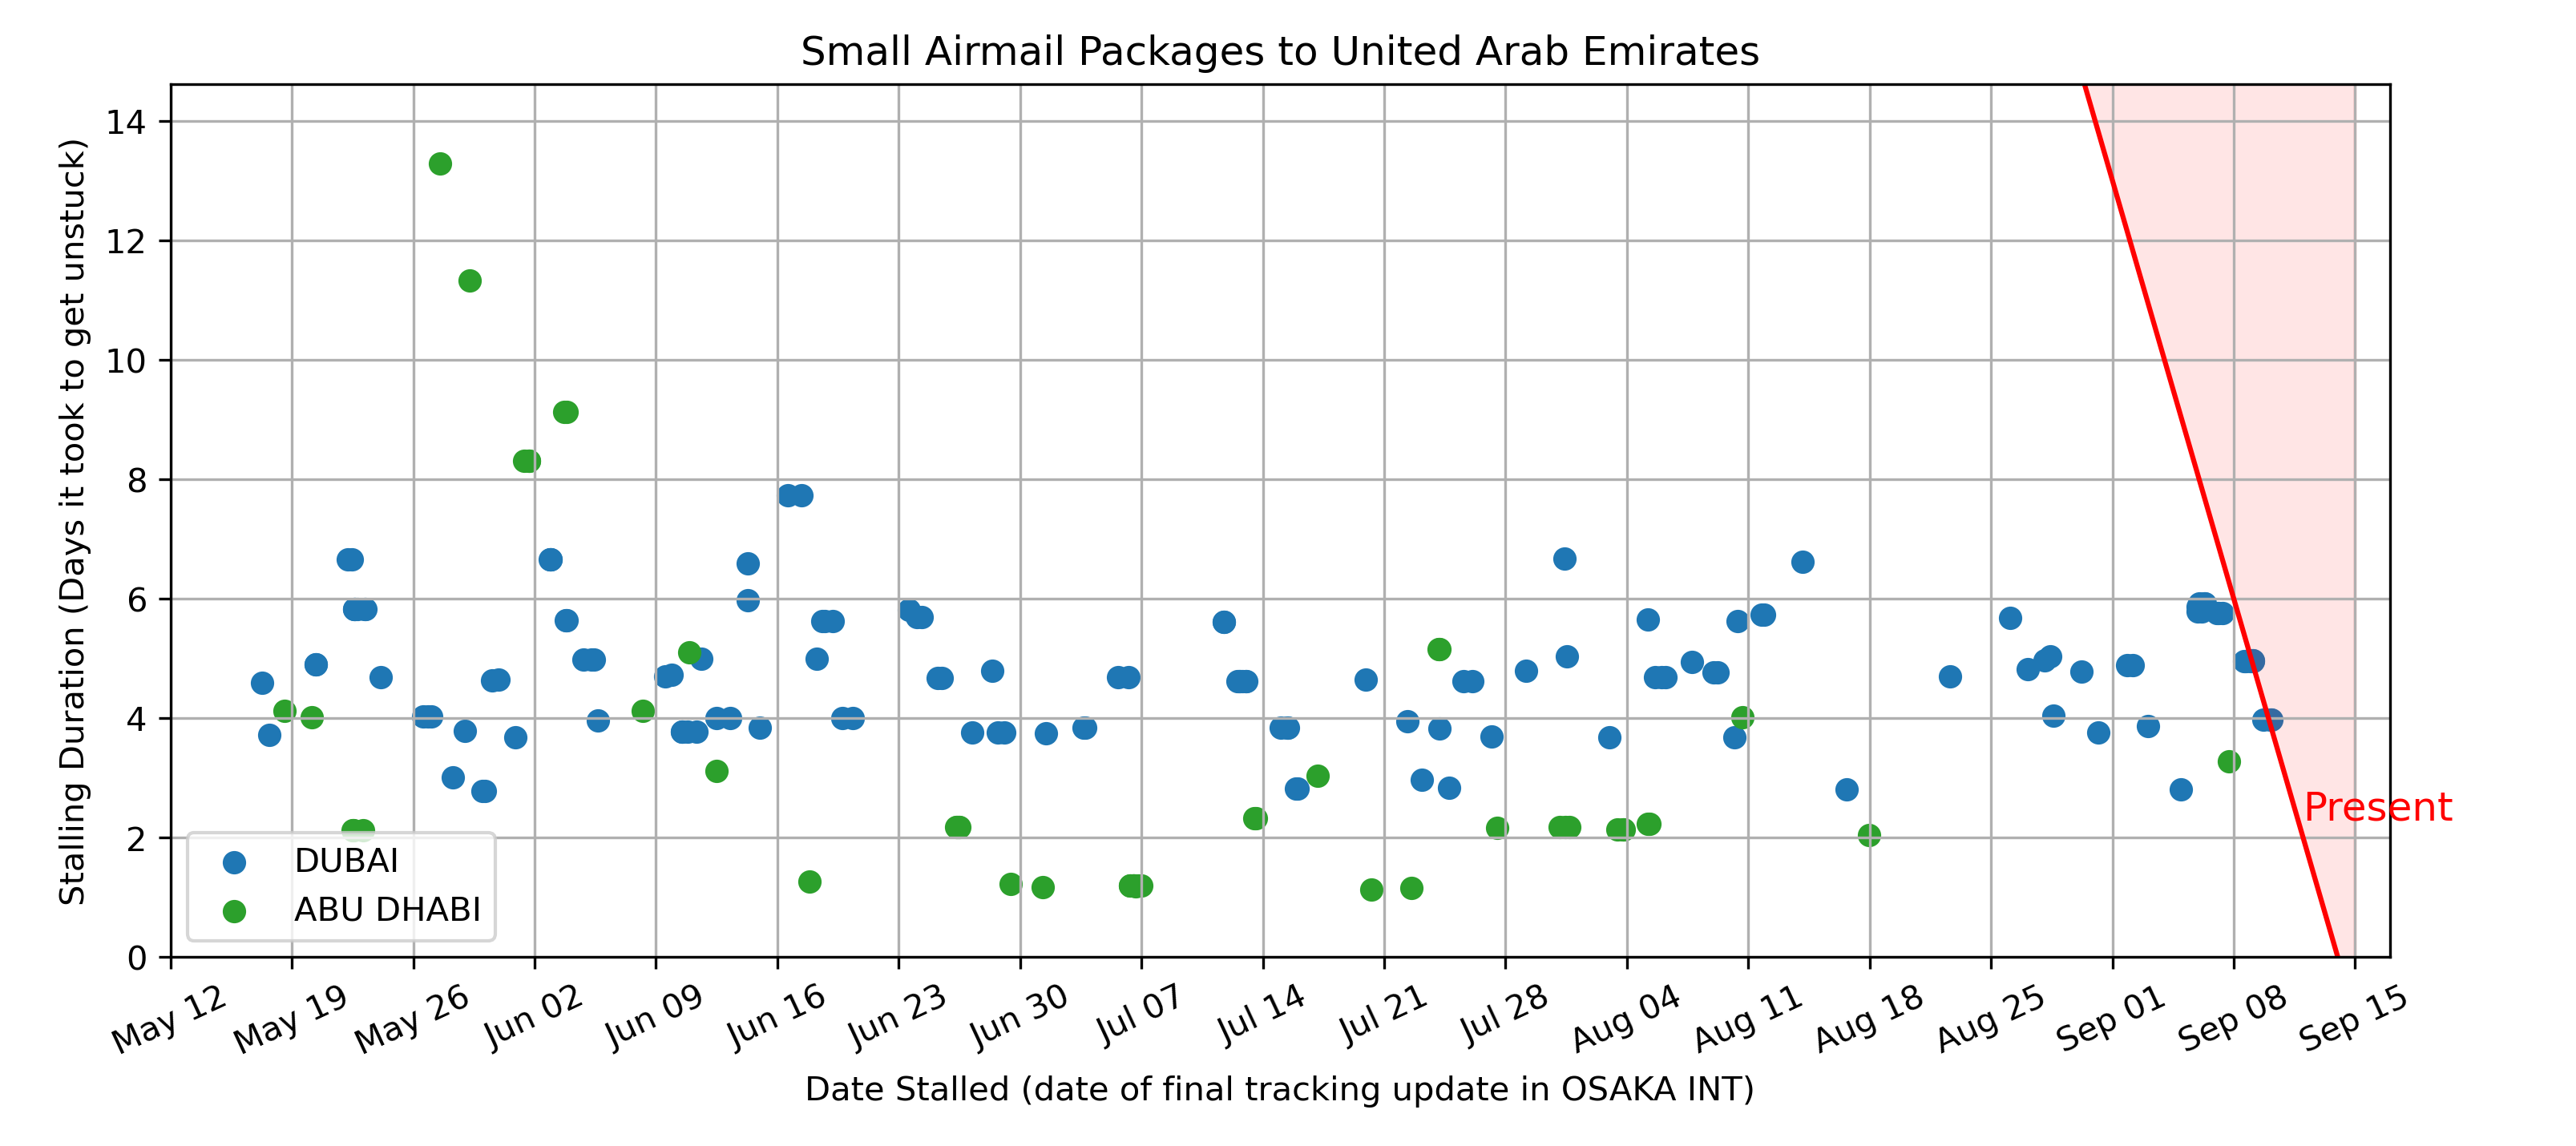 Small Airmail Packages to United Arab Emirates
Stalling Duration (Days it took to get unstuck)
14
12
10
8
6
4
2
0
DUBAI
ABU DHABI
Present
May 12
May 19
May 26
Jun 02
Jun 09
Jun 16
Jun 23
Jun 30
Jul 07
Jul 14
Jul 21
Jul 28
Aug 04
Aug 11
Aug 18
Aug 25
Sep 01
Sep 08
Sep 15
Date Stalled (date of final tracking update in OSAKA INT)